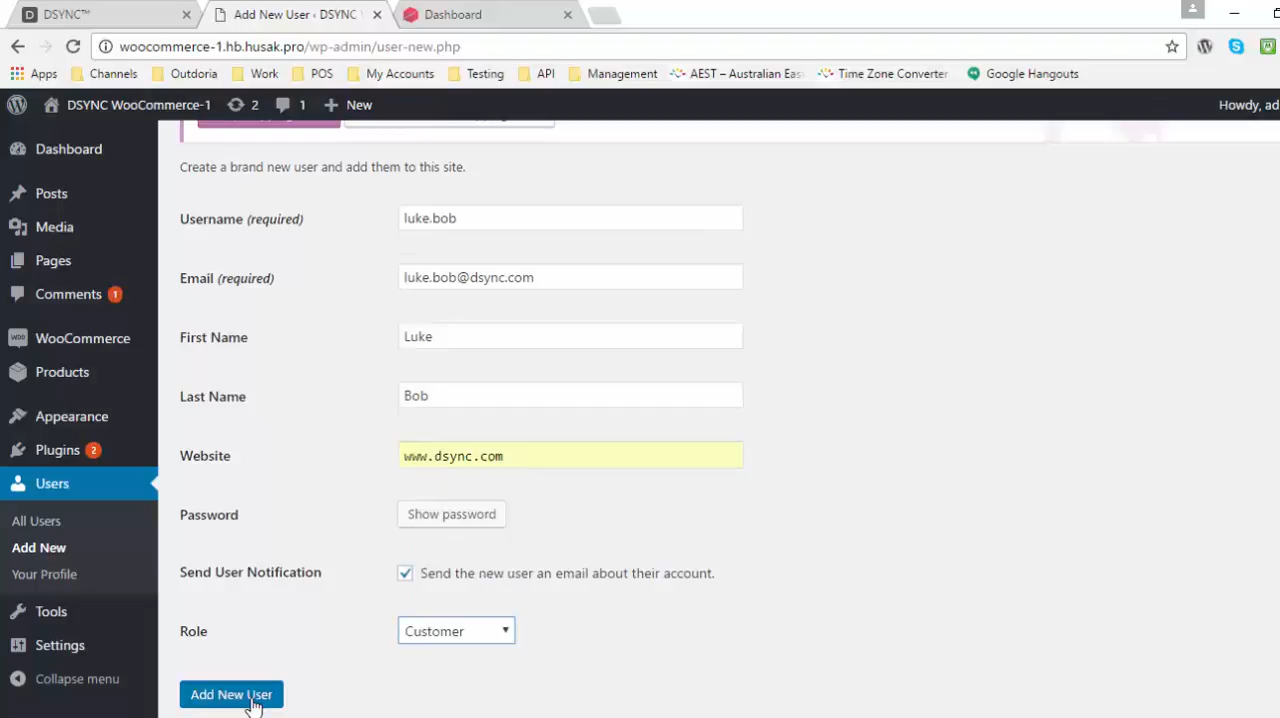 DSYNC™
Add New User ‹ DSYNC
Dashboard
woocommerce-1.hb.husak.pro/wp-admin/user-new.php
Apps Channels Outdoria Work POS My Accounts Testing API Management AEST – Australian Eas Time Zone Converter Google Hangouts
DSYNC WooCommerce-1 2 1 New Howdy, ad
Dashboard
Posts
Media
Pages
Comments 1
WooCommerce
Products
Appearance
Plugins 2
Users
All Users
Add New
Your Profile
Tools
Settings
Collapse menu
Create a brand new user and add them to this site.
Username (required) luke.bob
Email (required) luke.bob@dsync.com
First Name Luke
Last Name Bob
Website www.dsync.com
Password Show password
Send User Notification Send the new user an email about their account.
Role Customer
Add New User